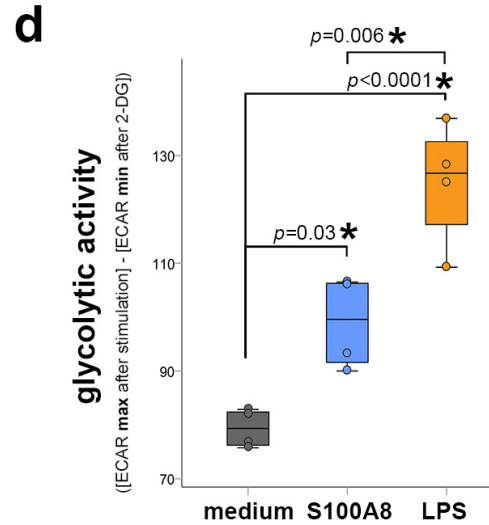 d
p=0.006 *
p<0.0001 *
p=0.03 *
glycolytic activity
([ECAR max after stimulation] - [ECAR min after 2-DG])
130
110
90
70
medium S100A8 LPS